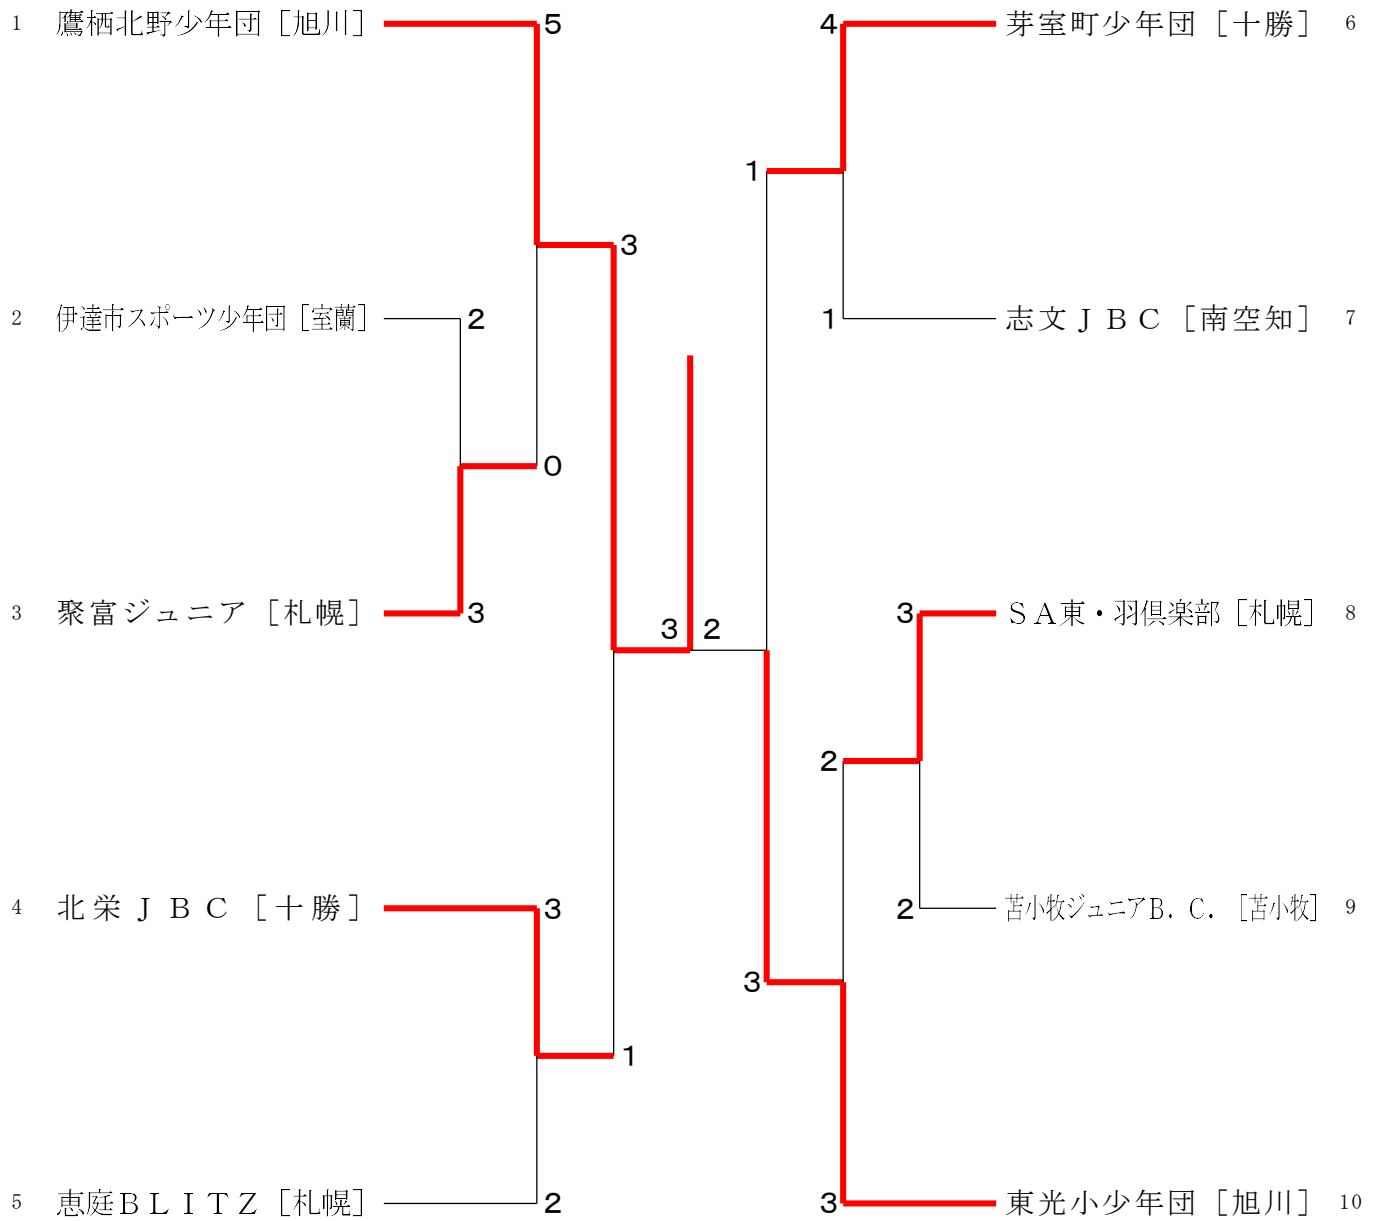 1 鷹栖北野少年団［旭川］ 5
4 芽室町少年団［十勝］ 6
1
3
2 伊達市スポーツ少年団［室蘭］ 2
1 志文ＪＢＣ［南空知］ 7
0
3 聚富ジュニア［札幌］ 3
3 2
3 ＳＡ東・羽倶楽部［札幌］ 8
2
4 北栄ＪＢＣ［十勝］ 3
2 苫小牧ジュニアB．C．［苫小牧］ 9
3
1
5 恵庭ＢＬＩＴＺ［札幌］ 2
3 東光小少年団［旭川］ 10